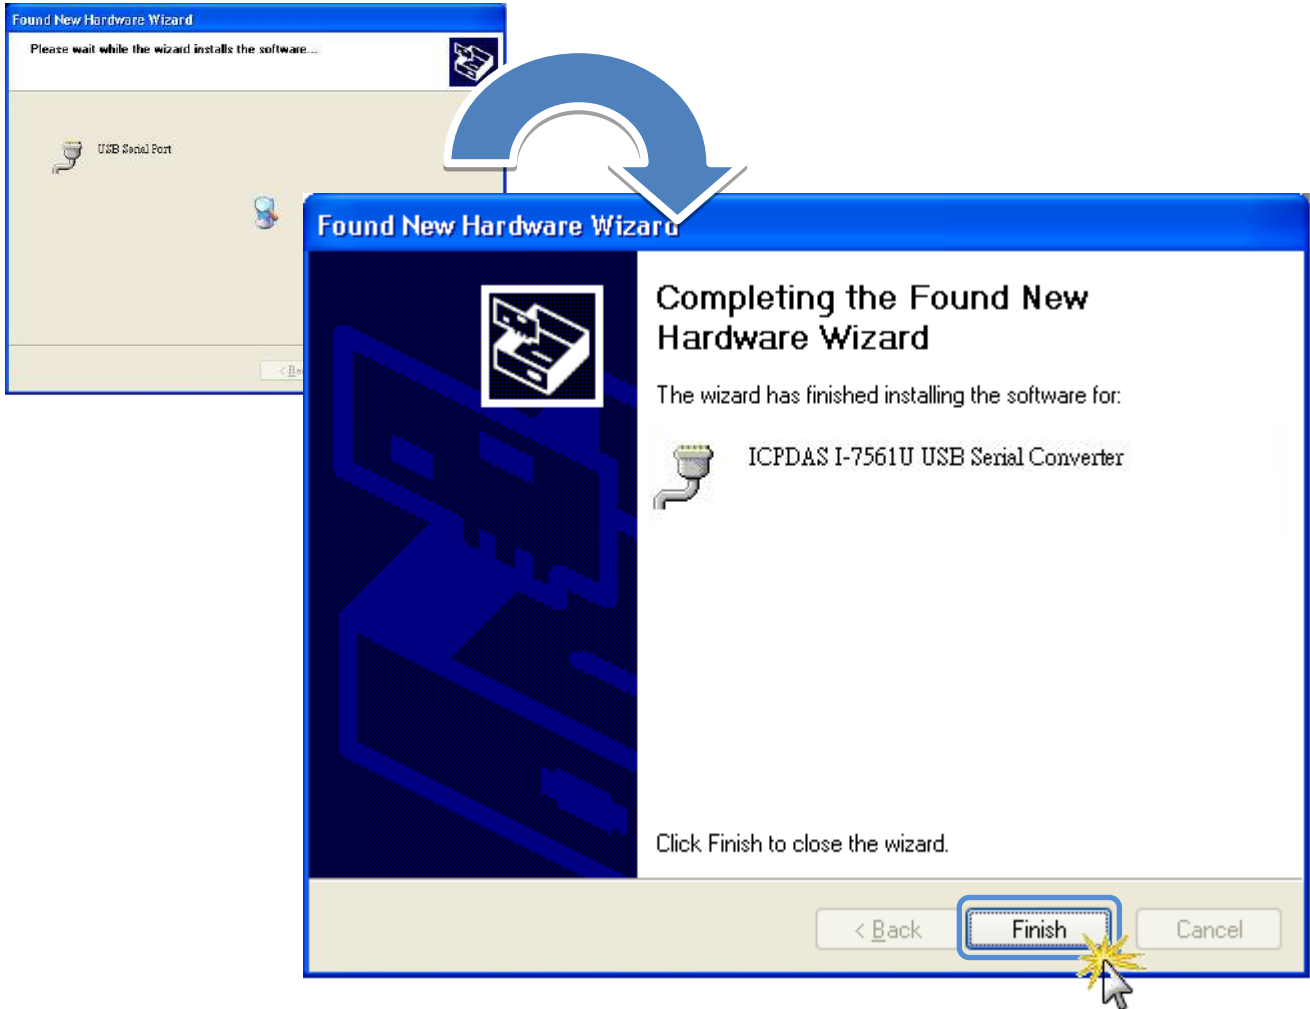 Found New Hardware Wizard
Please wait while the wizard installs the software...
USB Serial Port
Found New Hardware Wizard
Completing the Found New
Hardware Wizard
The wizard has finished installing the software for:
ICPDAS I-7561U USB Serial Converter
Click Finish to close the wizard.
< Back Finish Cancel